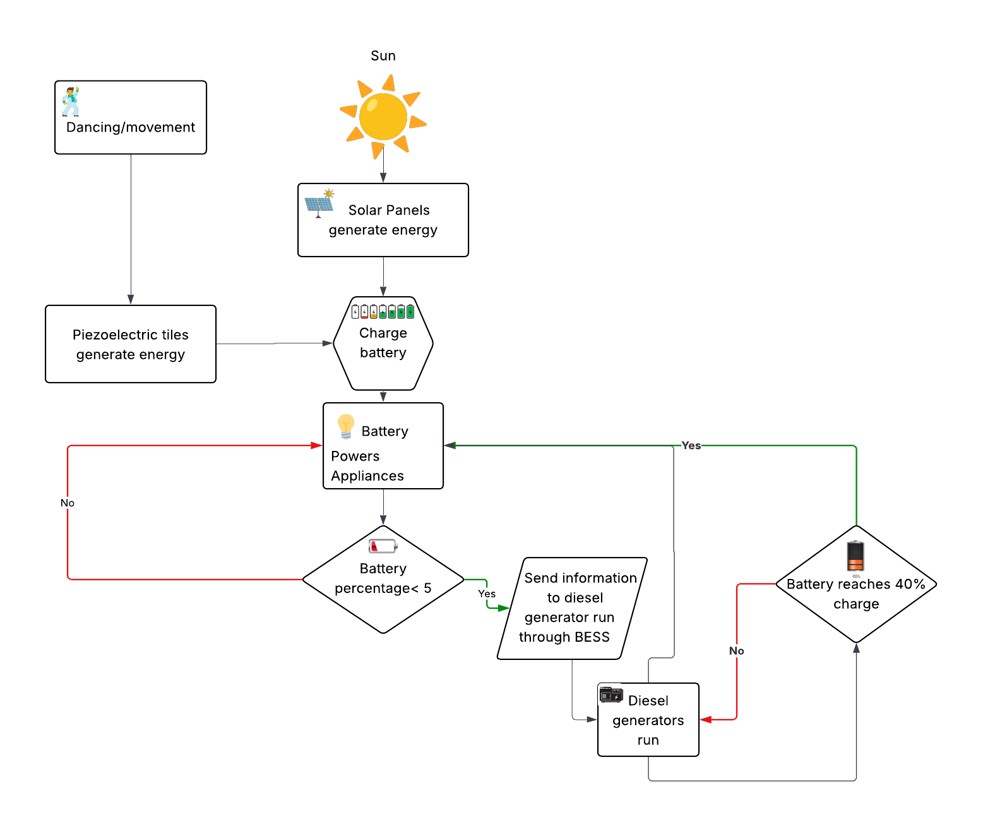 Sun
Dancing/movement
Solar Panels
generate energy
Piezoelectric tiles
generate energy
Charge
battery
Battery
Powers
Appliances
Yes
No
Battery
percentage< 5
Yes
Send information
to diesel
generator run
through BESS
Battery reaches 40%
charge
No
Diesel
generators
run